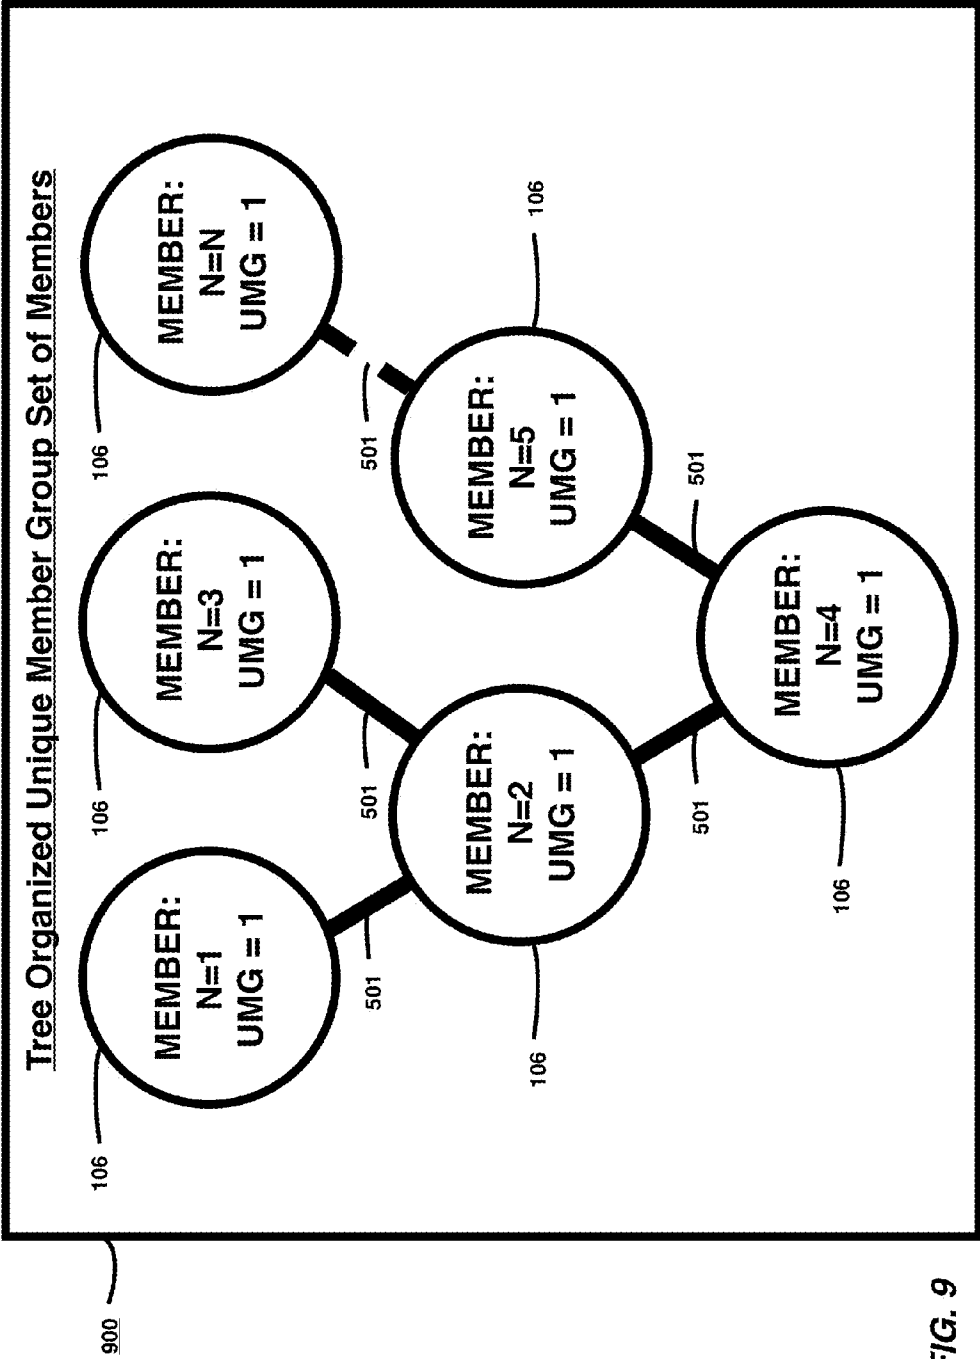 Tree Organized Unique Member Group Set of Members
900
106
106
106
MEMBER:
N=1
UMG = 1
MEMBER:
N=3
UMG = 1
MEMBER:
N=N
UMG = 1
501
501
501
106
MEMBER:
N=2
UMG = 1
MEMBER:
N=5
UMG = 1
106
501
501
106
MEMBER:
N=4
UMG = 1
FIG. 9